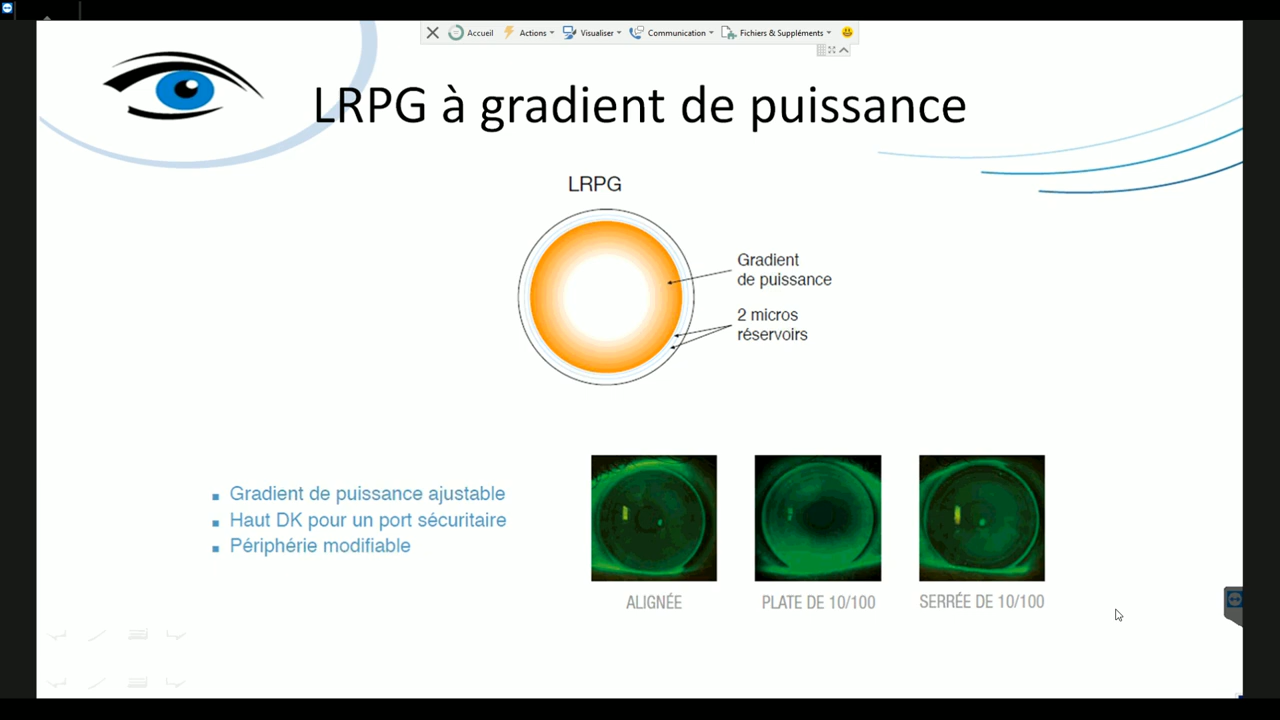 Accueil
Actions
Visualiser
Communication
Fichiers & Suppléments
LRPG à gradient de puissance
LRPG
Gradient
de puissance
2 micros
réservoirs
Gradient de puissance ajustable
Haut DK pour un port sécuritaire
Périphérie modifiable
ALIGNÉE
PLATE DE 10/100
SERRÉE DE 10/100